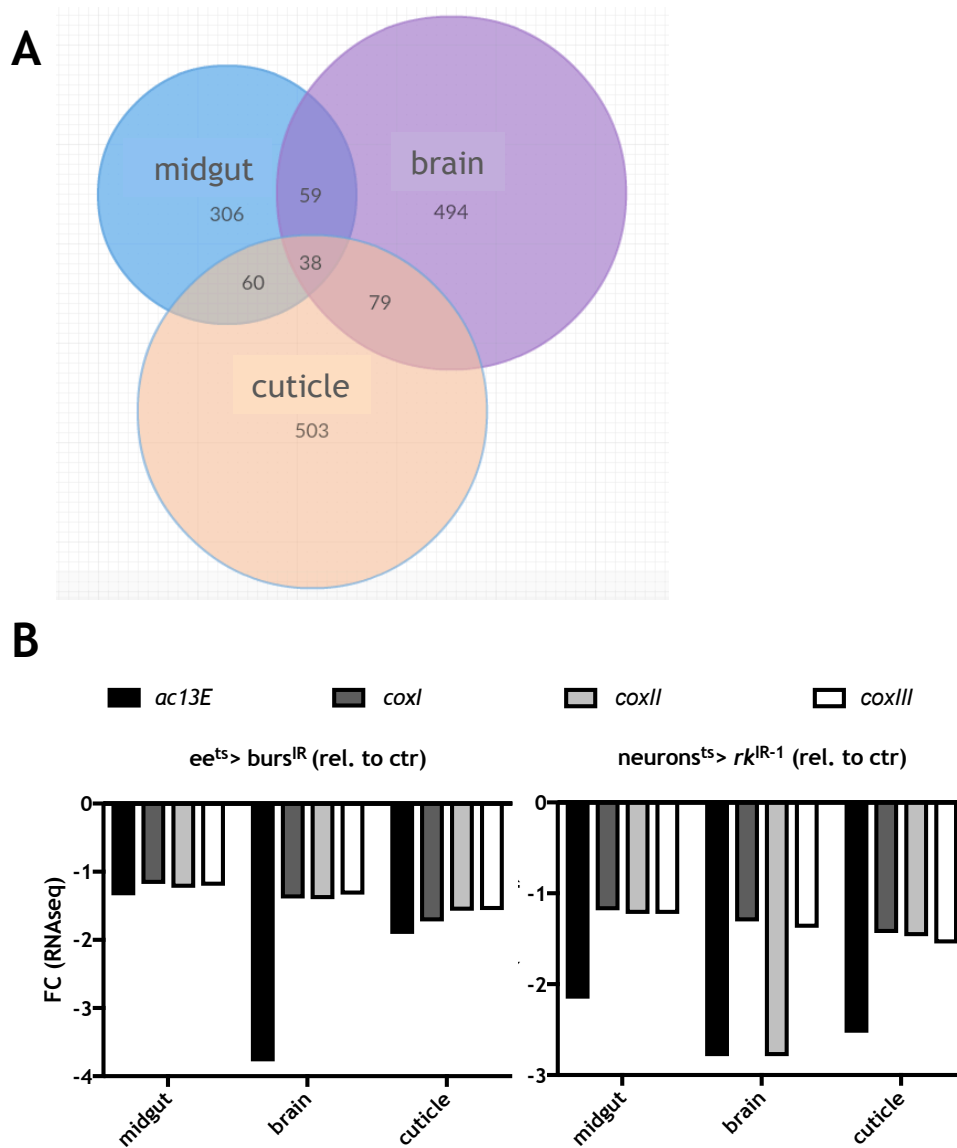 A
midgut
306
59
brain
494
38
60
79
cuticle
503
B
ac13E
coxI
coxII
coxIII
eeᵗˢ> bursᴵᴿ (rel. to ctr)
neuronsᵗˢ> rkᴵᴿ⁻¹ (rel. to ctr)
FC (RNAseq)
0
-1
-2
-3
-4
midgut
brain
cuticle
0
-1
-2
-3
midgut
brain
cuticle